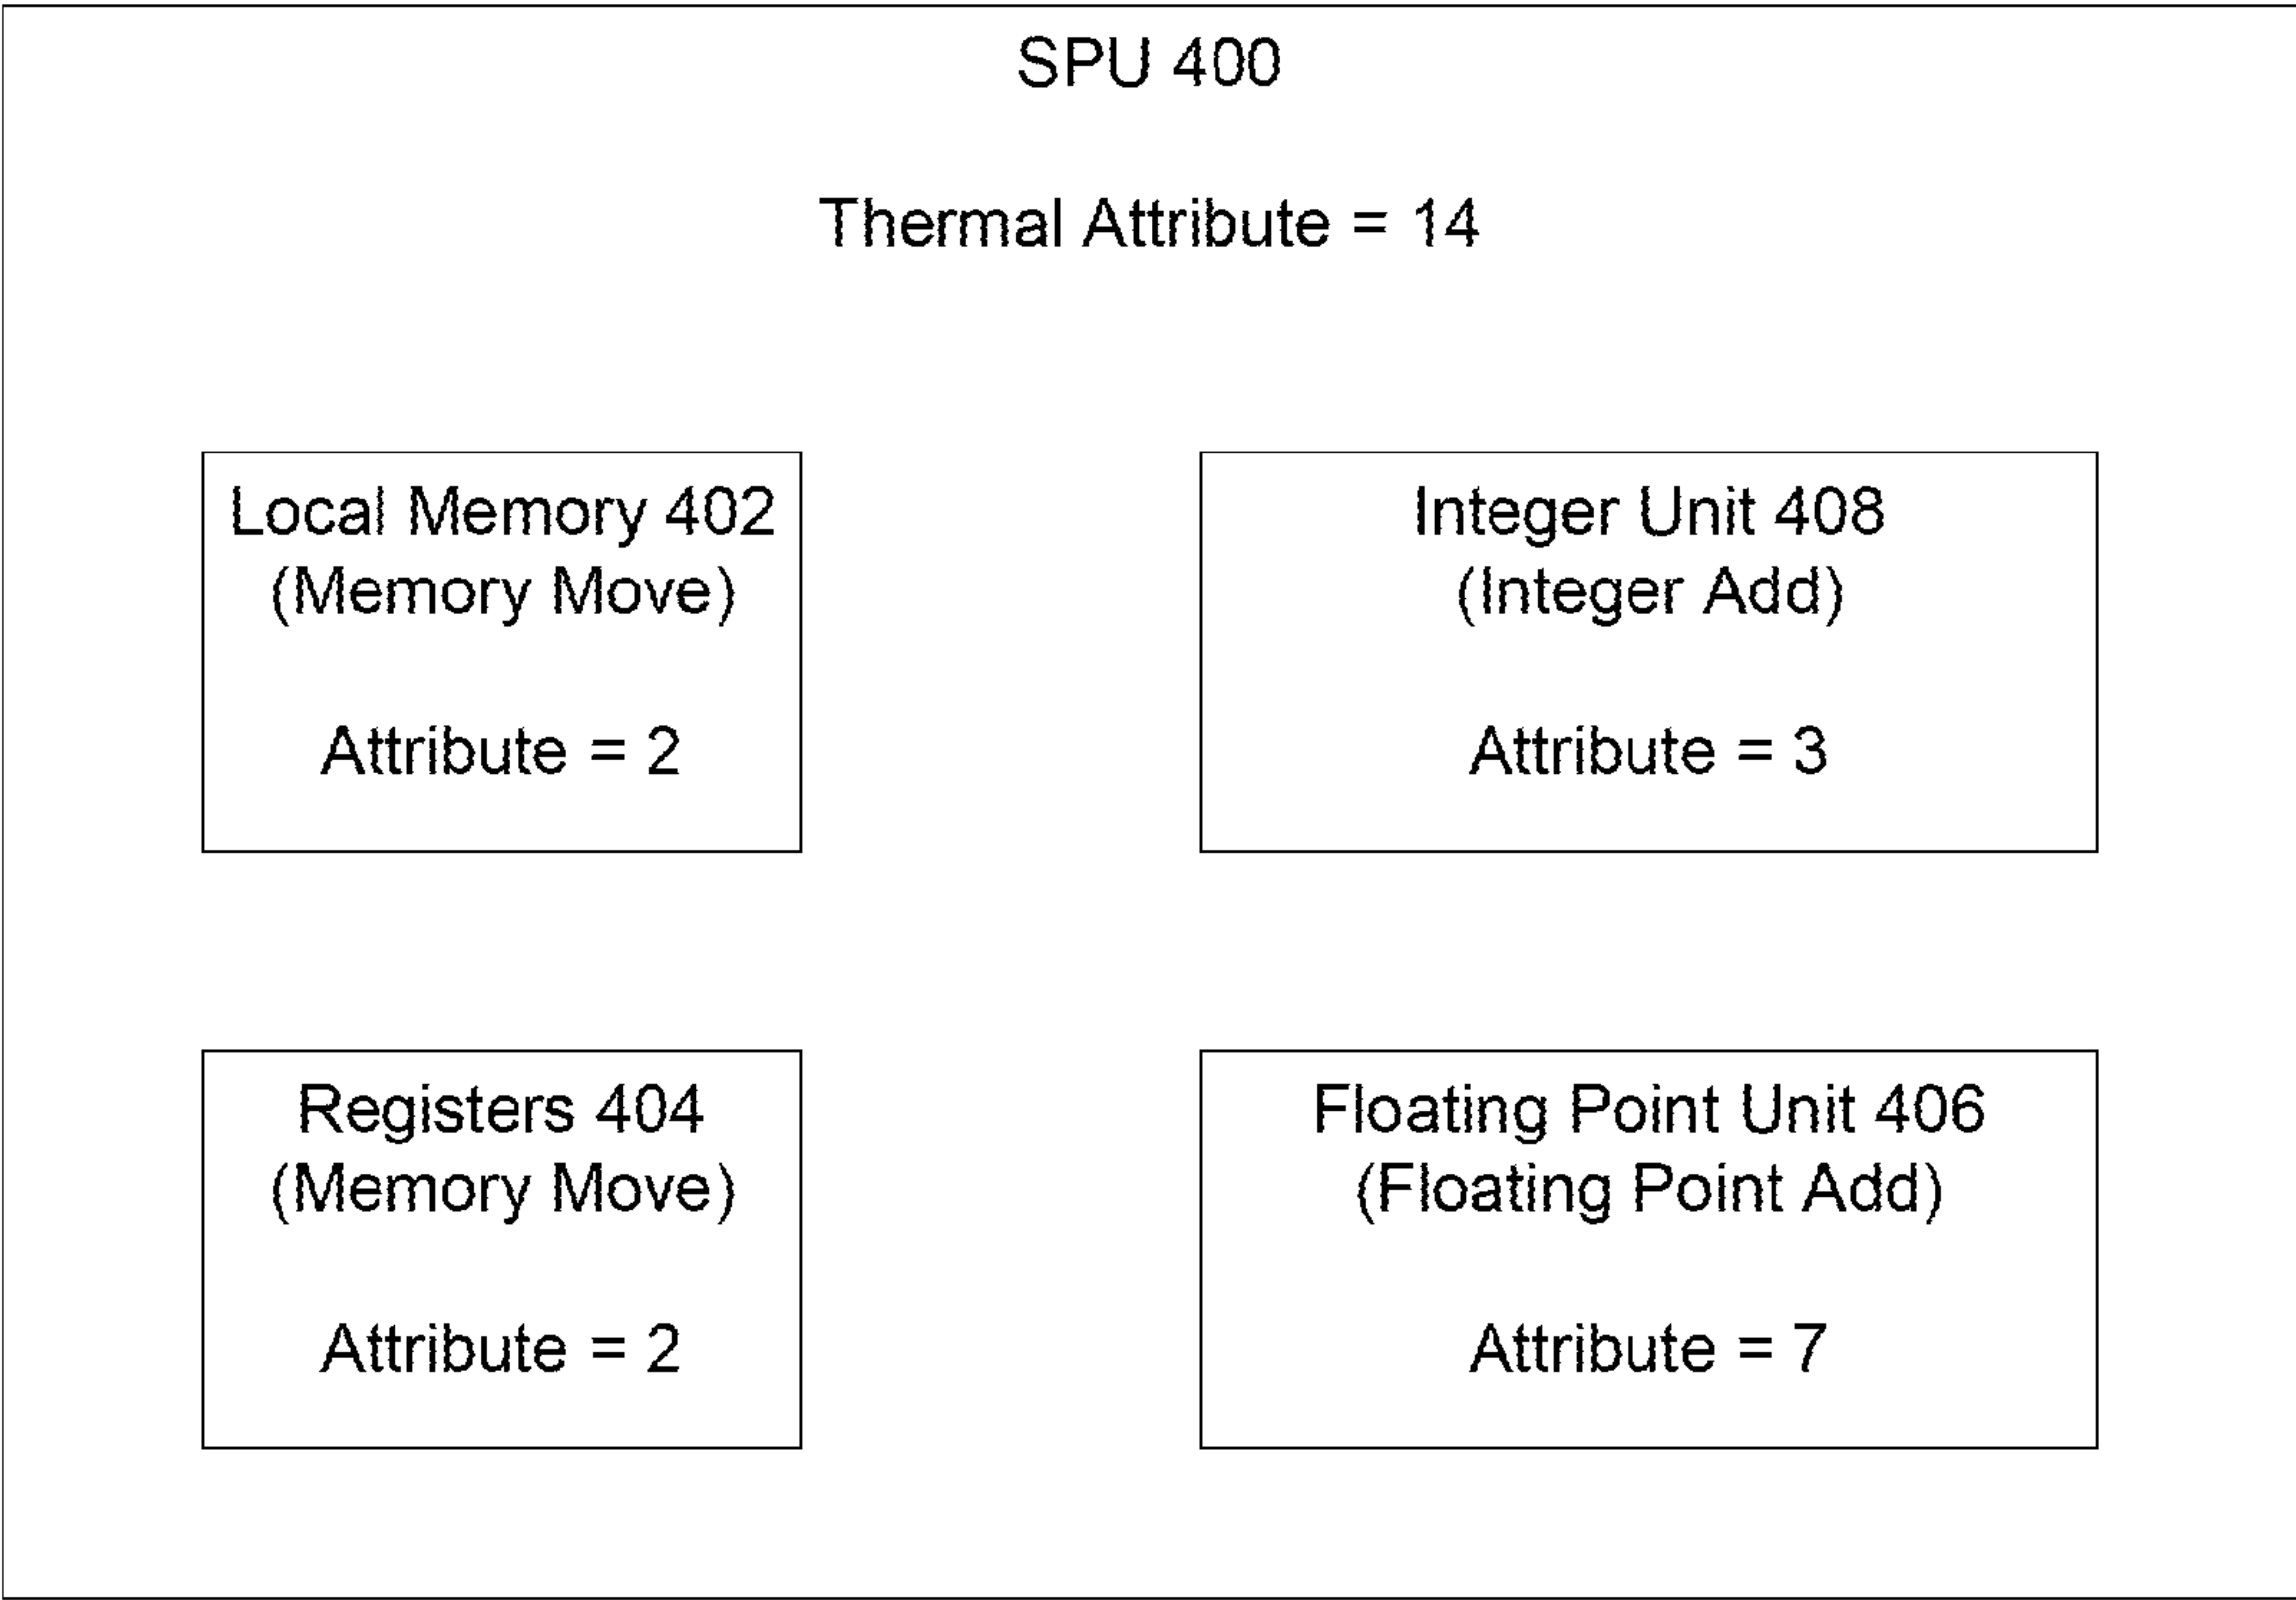 SPU 400
Thermal Attribute = 14
Local Memory 402
(Memory Move)
Attribute = 2
Integer Unit 408
(Integer Add)
Attribute = 3
Registers 404
(Memory Move)
Attribute = 2
Floating Point Unit 406
(Floating Point Add)
Attribute = 7